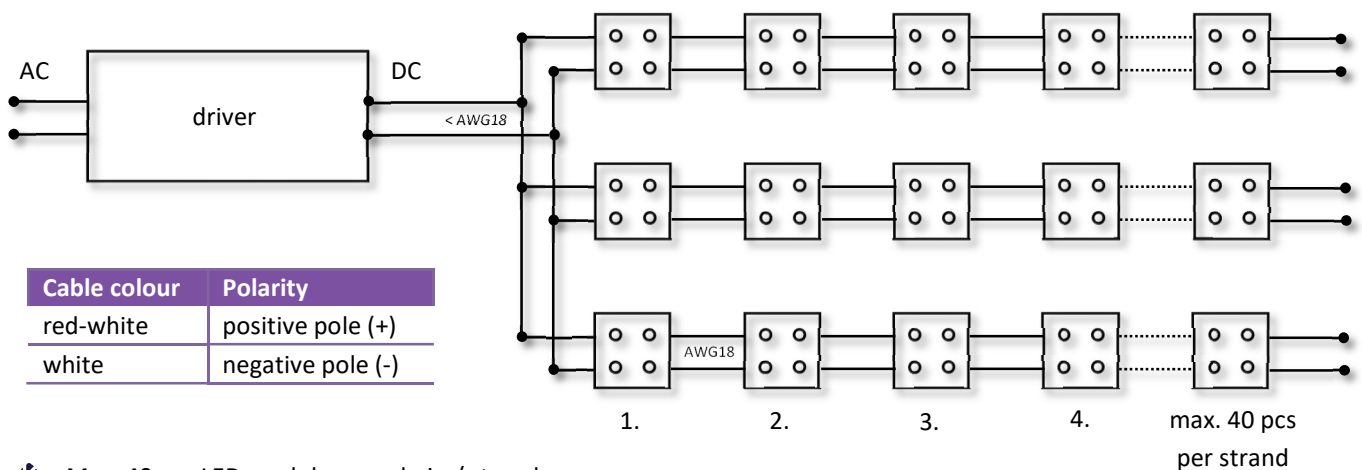 AC
driver
DC
< AWG18
Cable colour Polarity
red-white positive pole (+)
white negative pole (-)
AWG18
1. 2. 3. 4. max. 40 pcs
per strand